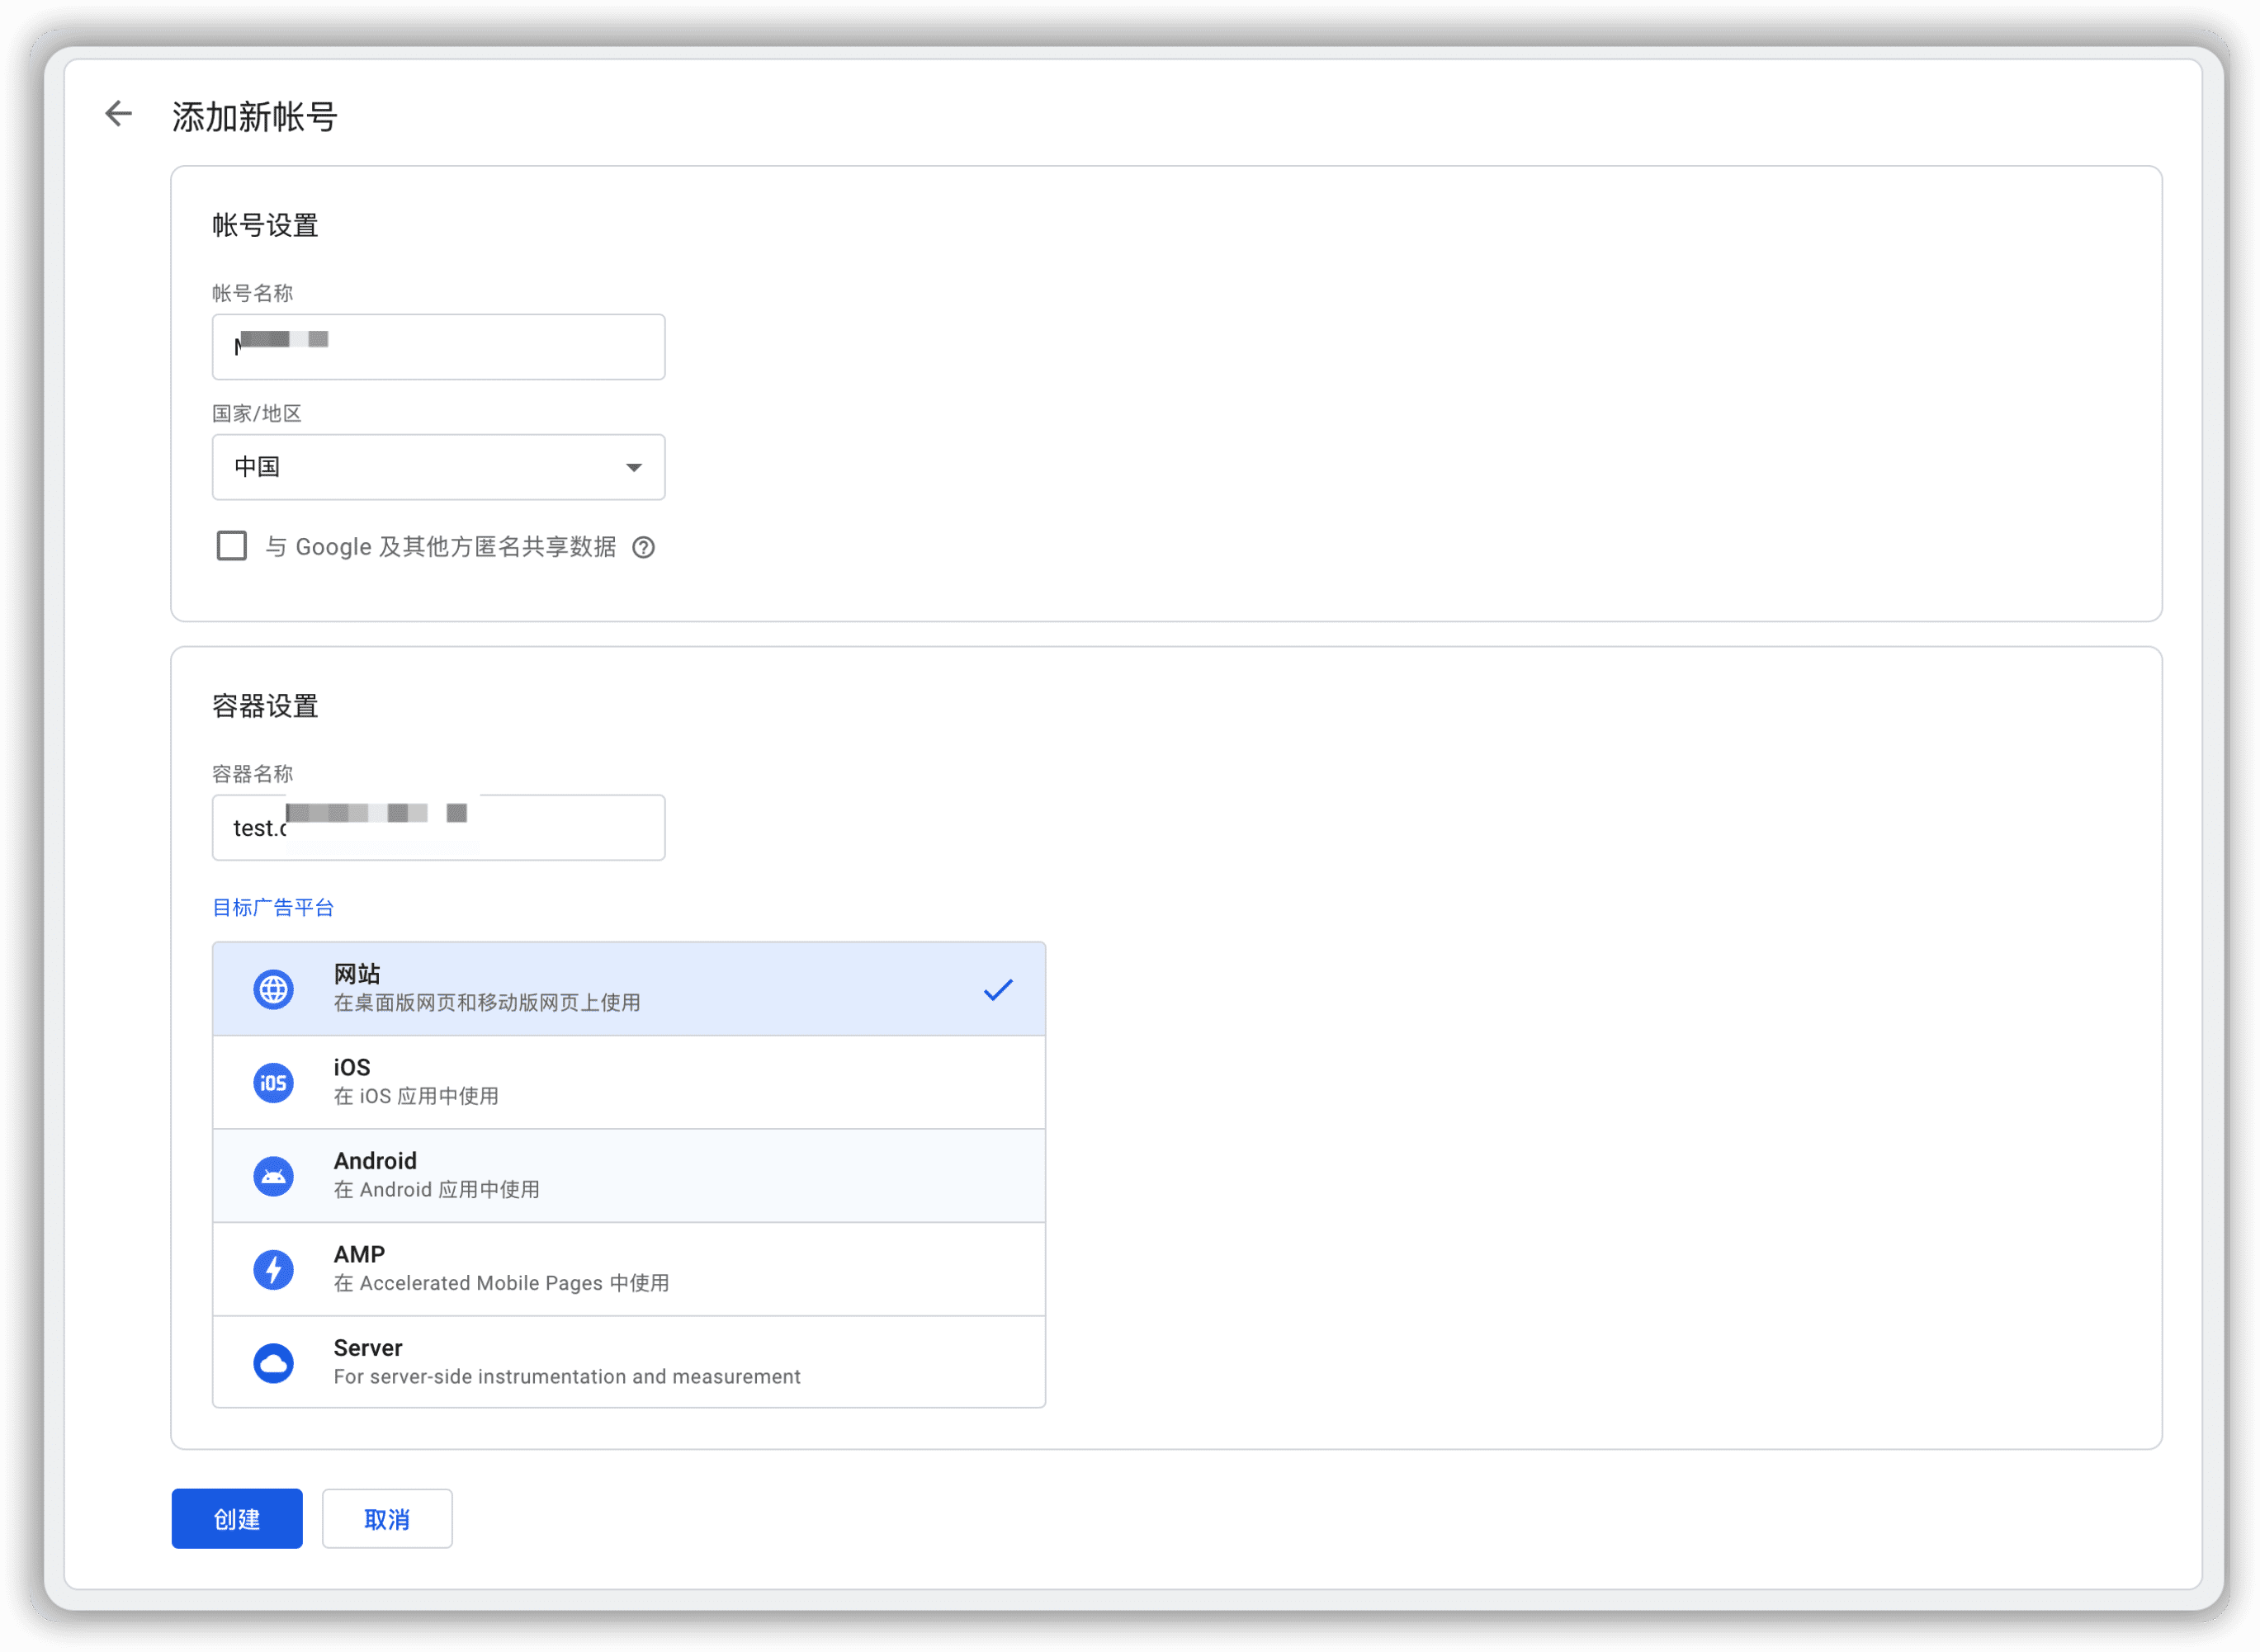 添加新帐号
帐号设置
帐号名称
国家/地区
中国
与 Google 及其他方匿名共享数据
容器设置
容器名称
test.
目标广告平台
网站
在桌面版网页和移动版网页上使用
iOS
iOS
在 iOS 应用中使用
Android
在 Android 应用中使用
AMP
在 Accelerated Mobile Pages 中使用
Server
For server-side instrumentation and measurement
创建 取消